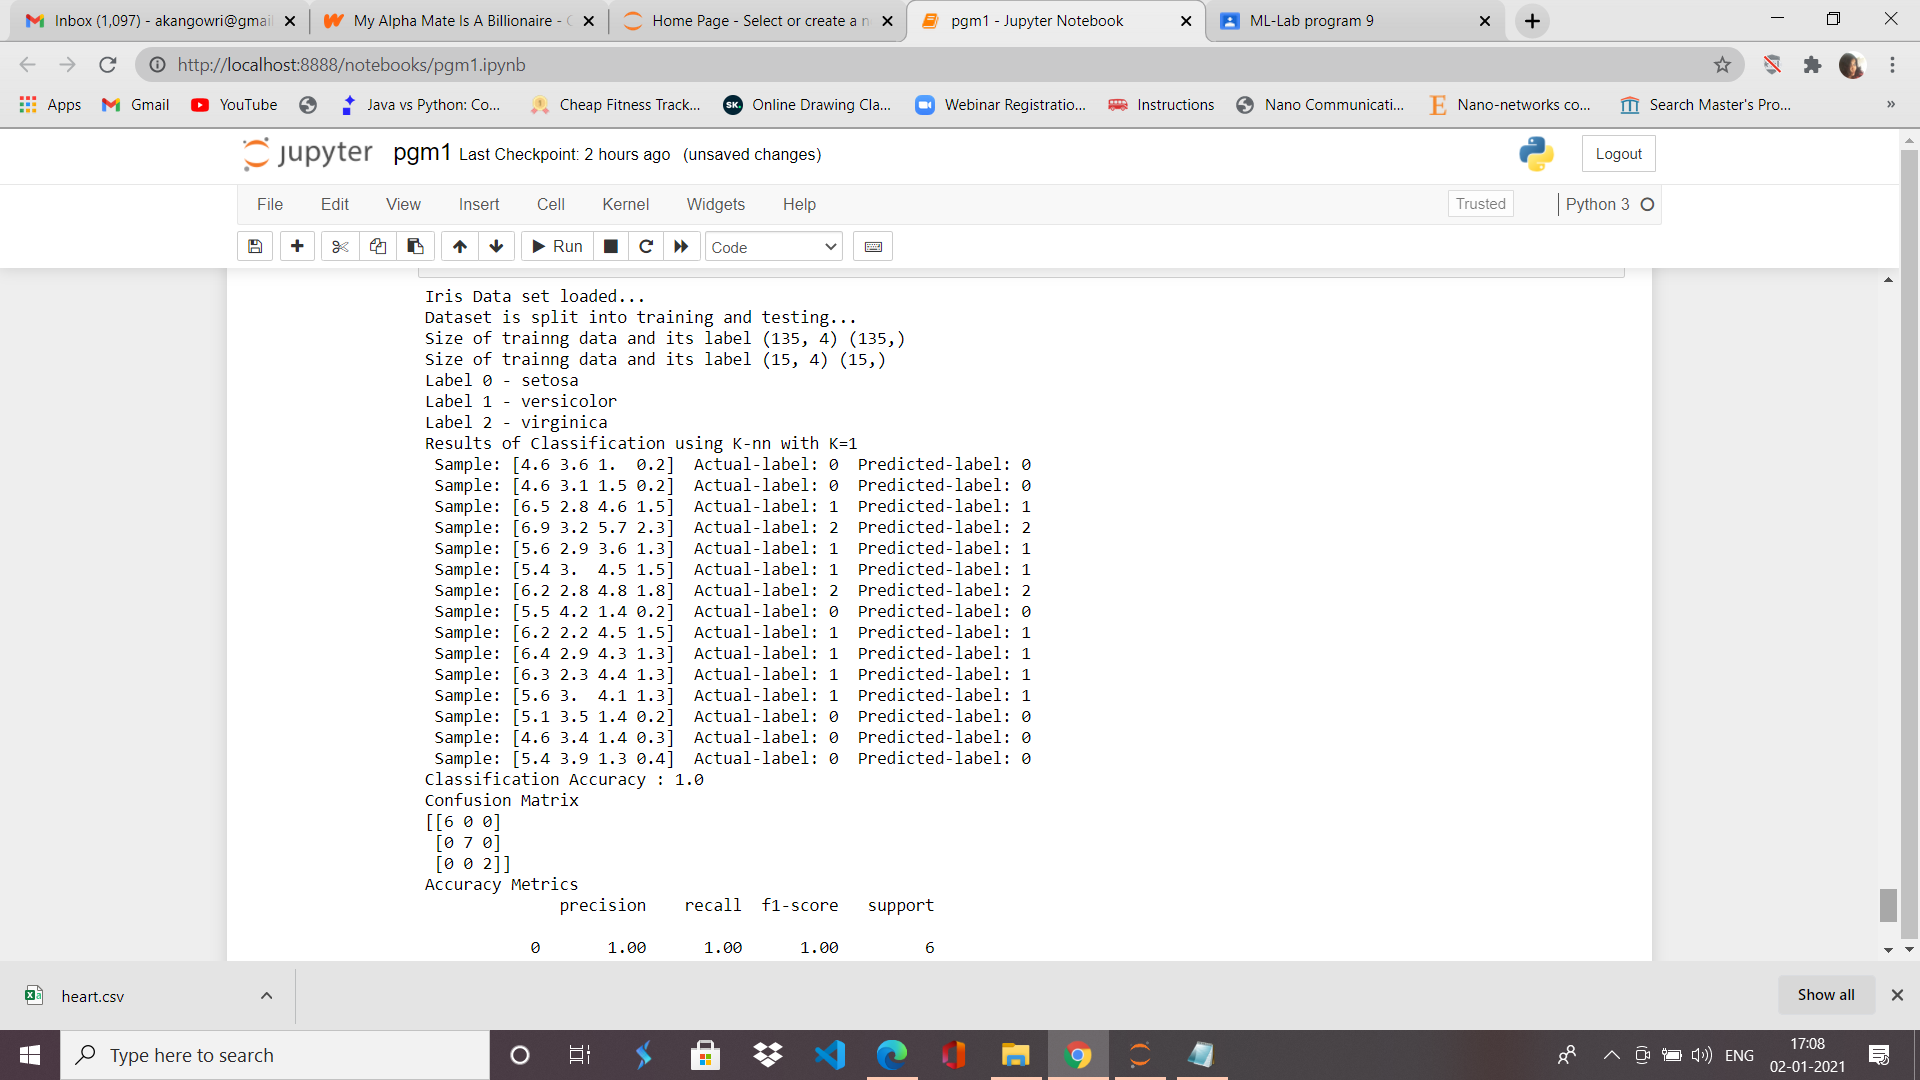 Inbox (1,097) - akangowri@gmai
My Alpha Mate Is A Billionaire -
Home Page - Select or create a n
pgm1 - Jupyter Notebook
ML-Lab program 9
http://localhost:8888/notebooks/pgm1.ipynb
Apps
Gmail
YouTube
Java vs Python: Co...
Cheap Fitness Track...
SK.
Online Drawing Cla...
Webinar Registratio...
Instructions
Nano Communicati...
E
Nano-networks co...
Search Master's Pro...
»
jupyter pgm1 Last Checkpoint: 2 hours ago (unsaved changes)
Logout
File Edit View Insert Cell Kernel Widgets Help
Trusted
Python 3
Run
Code
Iris Data set loaded...
Dataset is split into training and testing...
Size of trainng data and its label (135, 4) (135,)
Size of trainng data and its label (15, 4) (15,)
Label 0 - setosa
Label 1 - versicolor
Label 2 - virginica
Results of Classification using K-nn with K=1
Sample: [4.6 3.6 1.  0.2]  Actual-label: 0  Predicted-label: 0
Sample: [4.6 3.1 1.5 0.2]  Actual-label: 0  Predicted-label: 0
Sample: [6.5 2.8 4.6 1.5]  Actual-label: 1  Predicted-label: 1
Sample: [6.9 3.2 5.7 2.3]  Actual-label: 2  Predicted-label: 2
Sample: [5.6 2.9 3.6 1.3]  Actual-label: 1  Predicted-label: 1
Sample: [5.4 3.  4.5 1.5]  Actual-label: 1  Predicted-label: 1
Sample: [6.2 2.8 4.8 1.8]  Actual-label: 2  Predicted-label: 2
Sample: [5.5 4.2 1.4 0.2]  Actual-label: 0  Predicted-label: 0
Sample: [6.2 2.2 4.5 1.5]  Actual-label: 1  Predicted-label: 1
Sample: [6.4 2.9 4.3 1.3]  Actual-label: 1  Predicted-label: 1
Sample: [6.3 2.3 4.4 1.3]  Actual-label: 1  Predicted-label: 1
Sample: [5.6 3.  4.1 1.3]  Actual-label: 1  Predicted-label: 1
Sample: [5.1 3.5 1.4 0.2]  Actual-label: 0  Predicted-label: 0
Sample: [4.6 3.4 1.4 0.3]  Actual-label: 0  Predicted-label: 0
Sample: [5.4 3.9 1.3 0.4]  Actual-label: 0  Predicted-label: 0
Classification Accuracy : 1.0
Confusion Matrix
[[6 0 0]
[0 7 0]
[0 0 2]]
Accuracy Metrics
precision recall f1-score support
0 1.00 1.00 1.00 6
heart.csv
Show all
Type here to search
ENG
17:08
02-01-2021